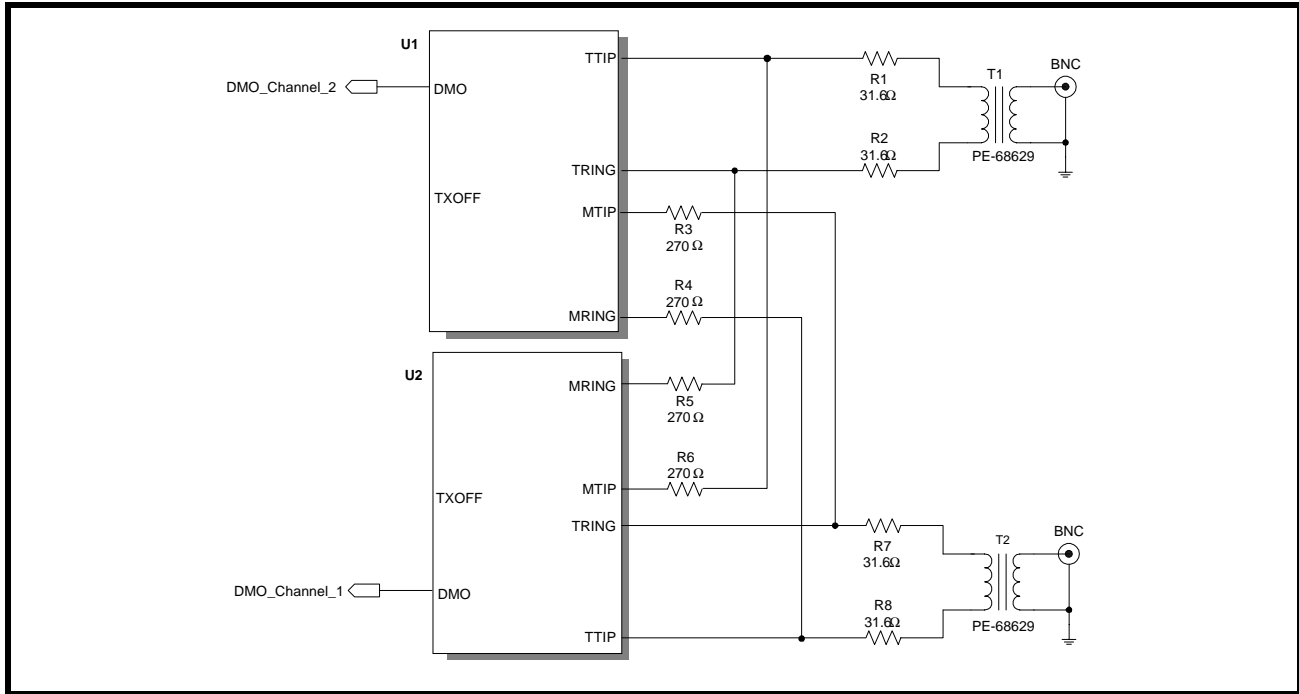 U1
TTIP
BNC
DMO_Channel_2
DMO
R1
31.6Ω
T1
R2
31.6Ω
PE-68629
TRING
TXOFF
MTIP
R3
270 Ω
R4
270 Ω
MRING
U2
MRING
R5
270 Ω
R6
270 Ω
TXOFF
MTIP
TRING
BNC
R7
31.6Ω
T2
DMO_Channel_1
DMO
R8
31.6Ω
PE-68629
TTIP